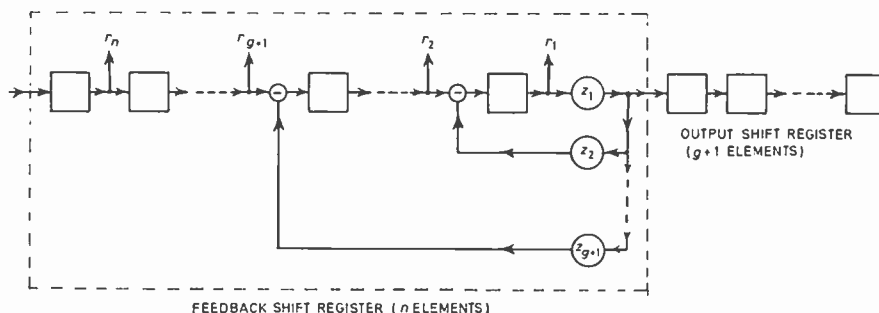 r_n r_{g+1} r_2 r_1
z_1
z_2
z_{g+1}
OUTPUT SHIFT REGISTER
(g+1 ELEMENTS)
FEEDBACK SHIFT REGISTER (n ELEMENTS)